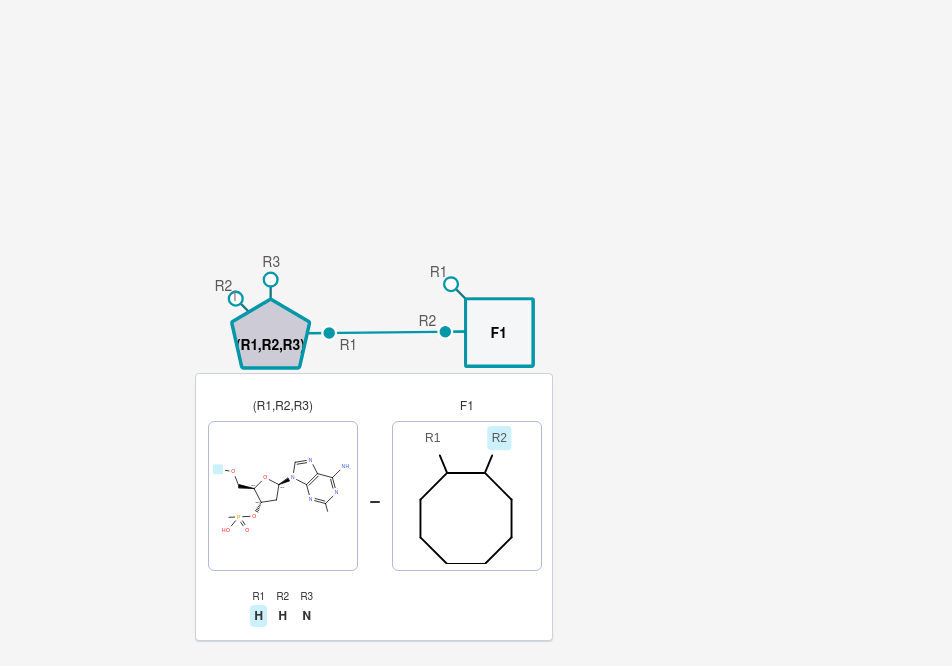 R3
R1
R2
R2
(R1,R2,R3)
F1
R1
(R1,R2,R3)
F1
R1
R2
O
O
N
N
NH₂
N
N
O
HO
P
O
R1 R2 R3
H H N